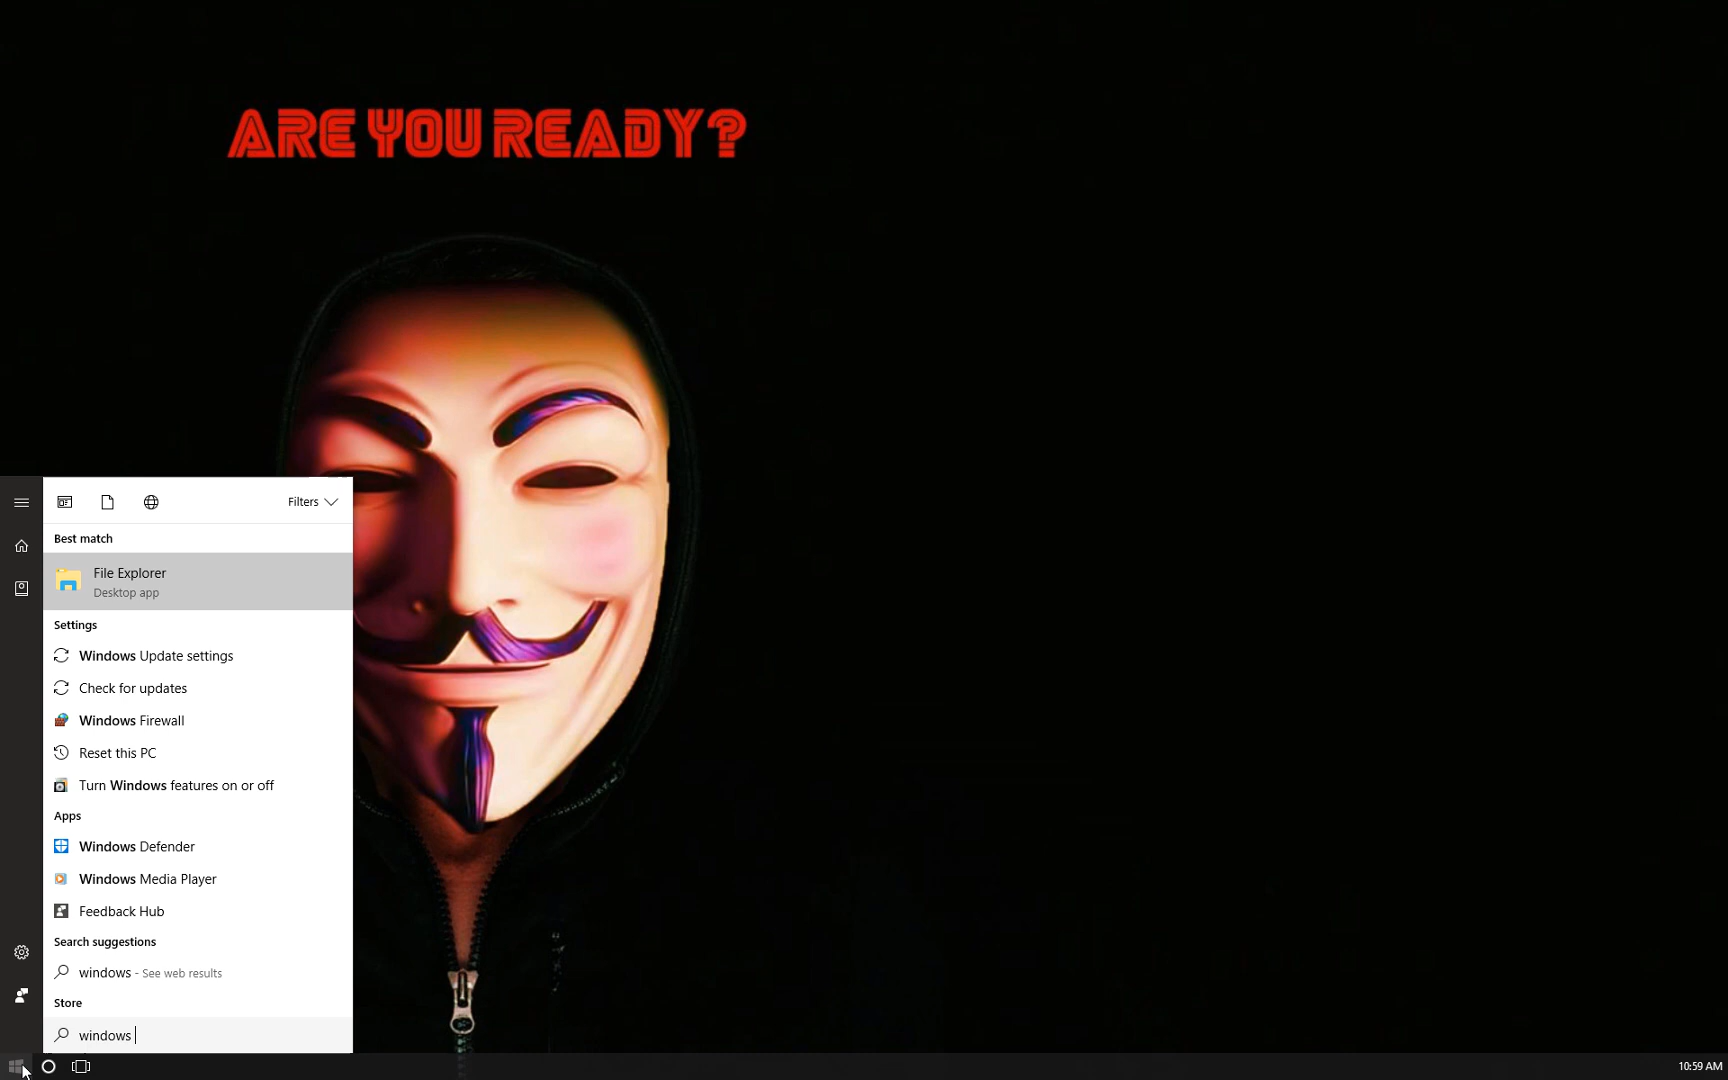 ARE YOU READY?
Filters
Best match
File Explorer
Desktop app
Settings
Windows Update settings
Check for updates
Windows Firewall
Reset this PC
Turn Windows features on or off
Apps
Windows Defender
Windows Media Player
Feedback Hub
Search suggestions
windows - See web results
Store
windows
10:59 AM